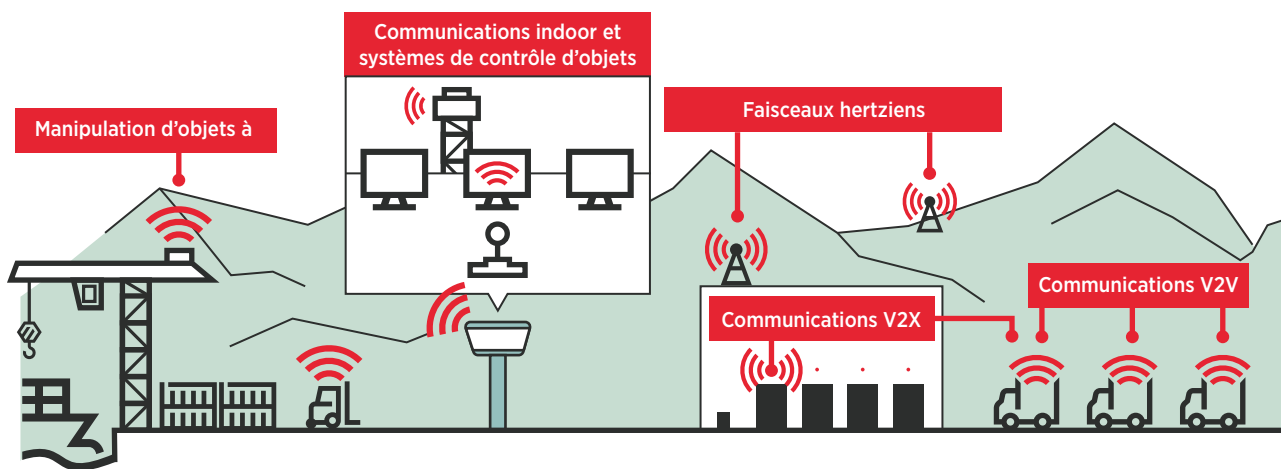 Communications indoor et
systèmes de contrôle d'objets
Manipulation d'objets à
Faisceaux hertziens
Communications V2V
Communications V2X